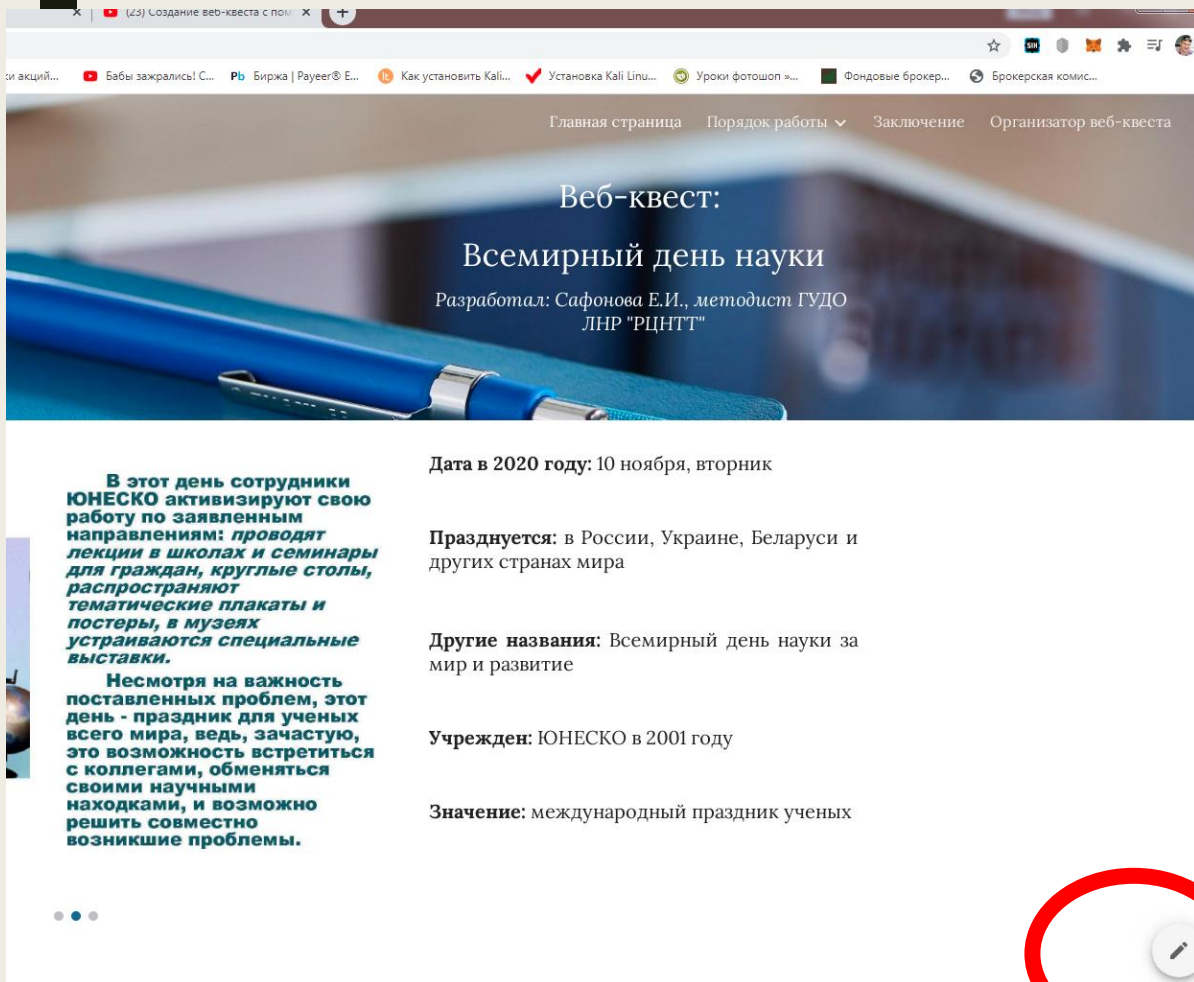 (23) Создание веб-квеста с пом
ки акций...
Бабы зажрались! С...
Pb Биржа | Payeer® E...
Как установить Kali...
Установка Kali Linu...
Уроки фотошоп »...
Фондовые брокер...
Брокерская комис...
Главная страница Порядок работы Заключение Организатор веб-квеста
Веб-квест:
Всемирный день науки
Разработал: Сафонова Е.И., методист ГУДО
ЛНР "РЦНТТ"
В этот день сотрудники
ЮНЕСКО активизируют свою
работу по заявленным
направлениям: проводят
лекции в школах и семинары
для граждан, круглые столы,
распространяют
тематические плакаты и
постеры, в музеях
устраиваются специальные
выставки.
Несмотря на важность
поставленных проблем, этот
день - праздник для ученых
всего мира, ведь, зачастую,
это возможность встретиться
с коллегами, обменяться
своими научными
находками, и возможно
решить совместно
возникшие проблемы.
Дата в 2020 году: 10 ноября, вторник
Празднуется: в России, Украине, Беларуси и
других странах мира
Другие названия: Всемирный день науки за
мир и развитие
Учрежден: ЮНЕСКО в 2001 году
Значение: международный праздник ученых